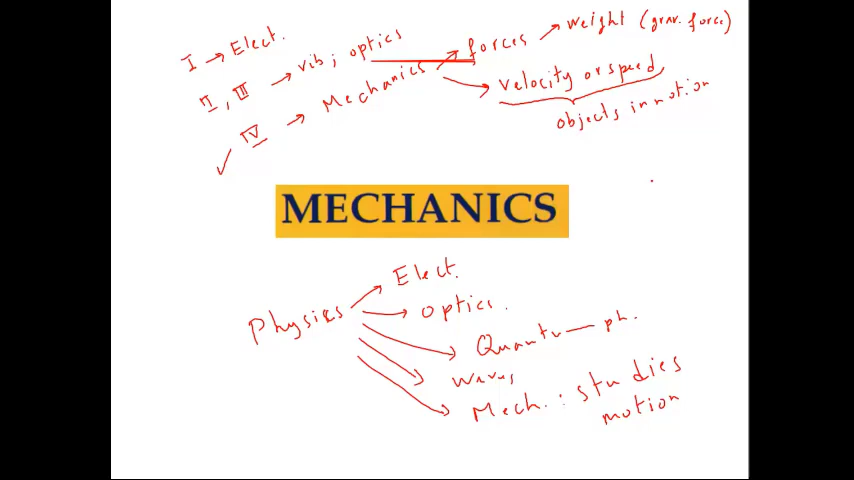 I → Elect.
II, III → vib; optics
✓ IV → Mechanics → forces → weight (grav. force)
→ velocity or speed
objects in motion
MECHANICS
Physics → Elect.
→ optics.
→ Quantu— ph.
→ waves
→ Mech. : studies
motion